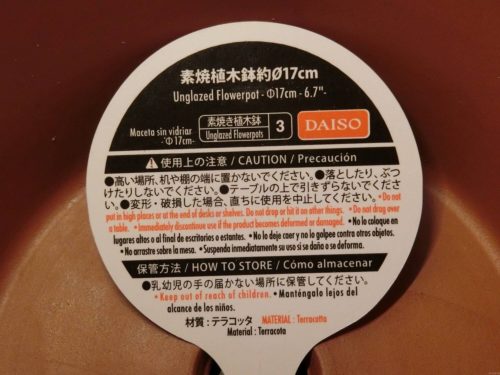 素焼植木鉢約Ø17cm
Unglazed Flowerpot - Φ17cm - 6.7"-
Maceta sin vidriar
- Φ17cm-
素焼き植木鉢
Unglazed Flowerpots
3
DAISO
使用上の注意 / CAUTION / Precaución
●高い場所、机や棚の端に置かないでください。●落としたり、ぶつ
けたりしないでください。●テーブルの上で引きずらないでくださ
い。●変形・破損した場合、直ちに使用を中止してください。 • Do not
put in high places or at the end of desks or shelves. Do not drop or hit it on other things. • Do not drag over
a table. • Immediately discontinue use if the product becomes deformed or damaged. • No lo coloque en
lugares altos o al final de escritorios o estantes. • No la deje caer y no lo golpee contra otros objetos.
• No arrastre sobre la mesa. • Suspenda inmediatamente su uso si se daña o se deforma.
保管方法 / HOW TO STORE / Cómo almacenar
●乳幼児の手の届かない場所に保管してください。
• Keep out of reach of children. • Manténgalo lejos del
alcance de los niños.
材質:テラコッタ MATERIAL : Terracotta
Material : Terracota